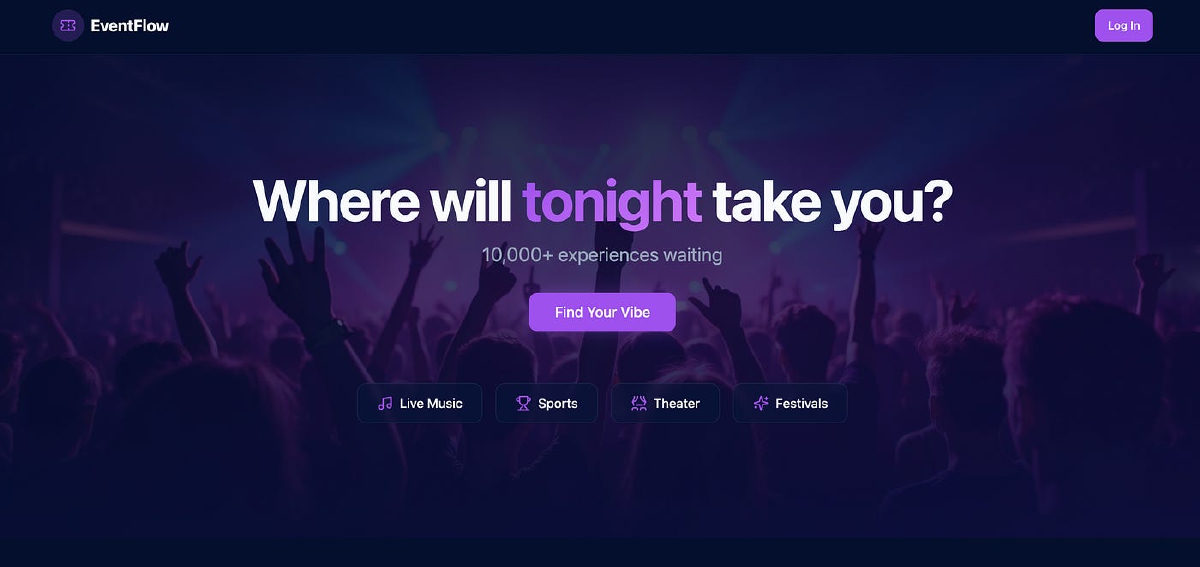 EventFlow
Log In
Where will tonight take you?
10,000+ experiences waiting
Find Your Vibe
Live Music
Sports
Theater
Festivals